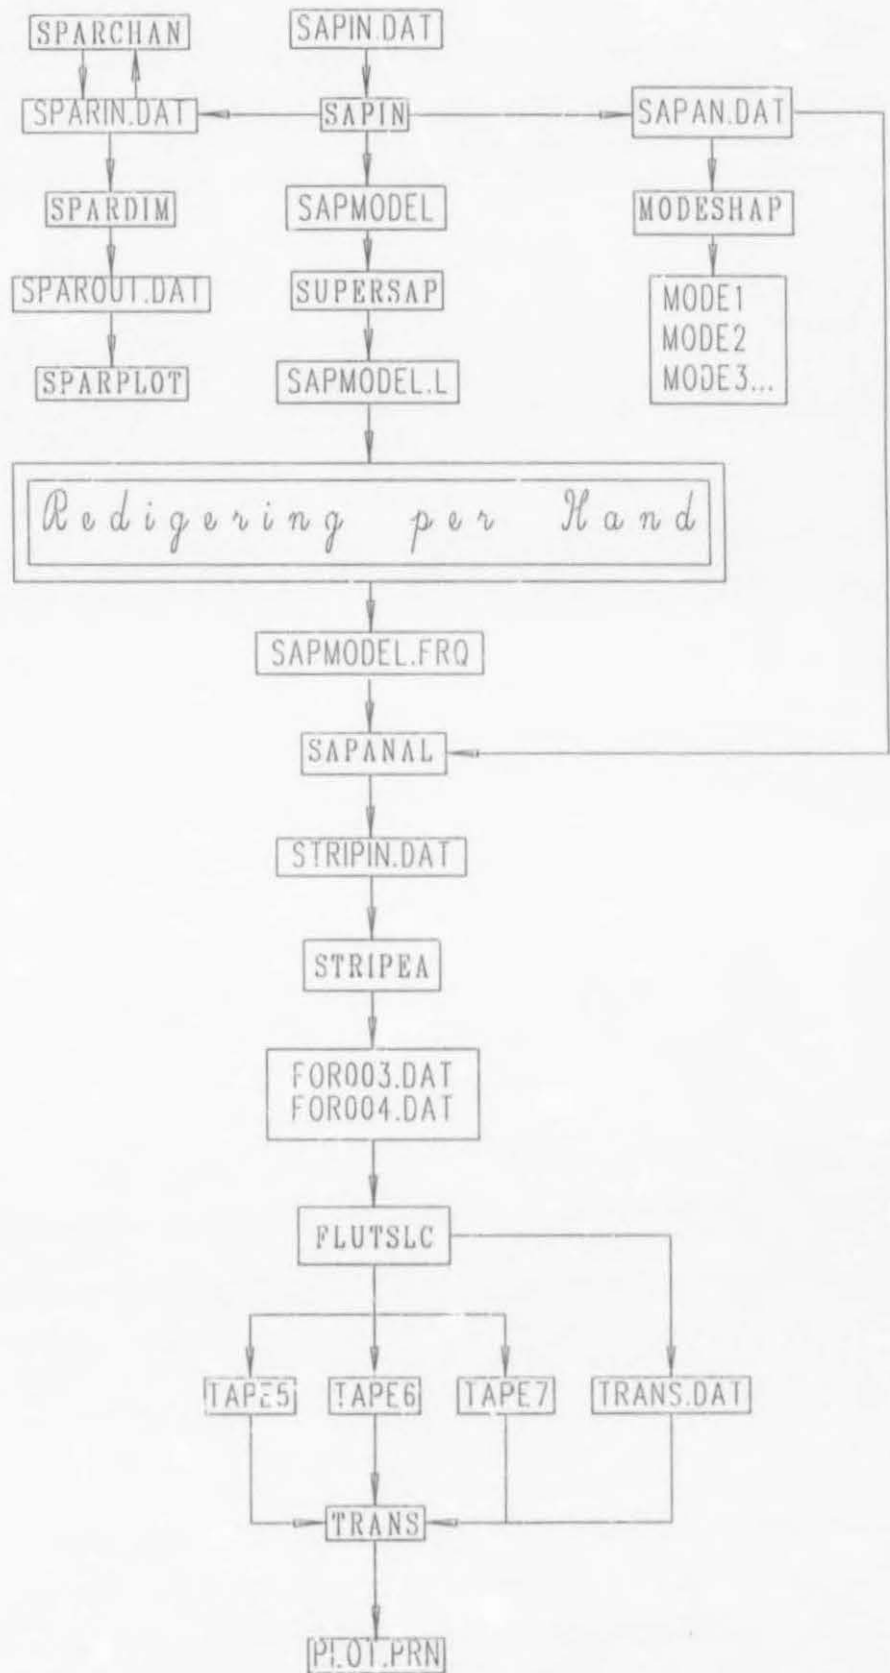 SPARCHAN
SAPIN.DAT
SPARIN.DAT
SAPIN
SAPAN.DAT
SPARDIM
SAPMODEL
MODESHAP
SPAROUT.DAT
SUPERSAP
MODE1
MODE2
MODE3...
SPARPLOT
SAPMODEL.L
Redigering per Hand
SAPMODEL.FRQ
SAPANAL
STRIPIN.DAT
STRIPEA
FOR003.DAT
FOR004.DAT
FLUTSLC
TAPE5
TAPE6
TAPE7
TRANS.DAT
TRANS
PLOT.PRN